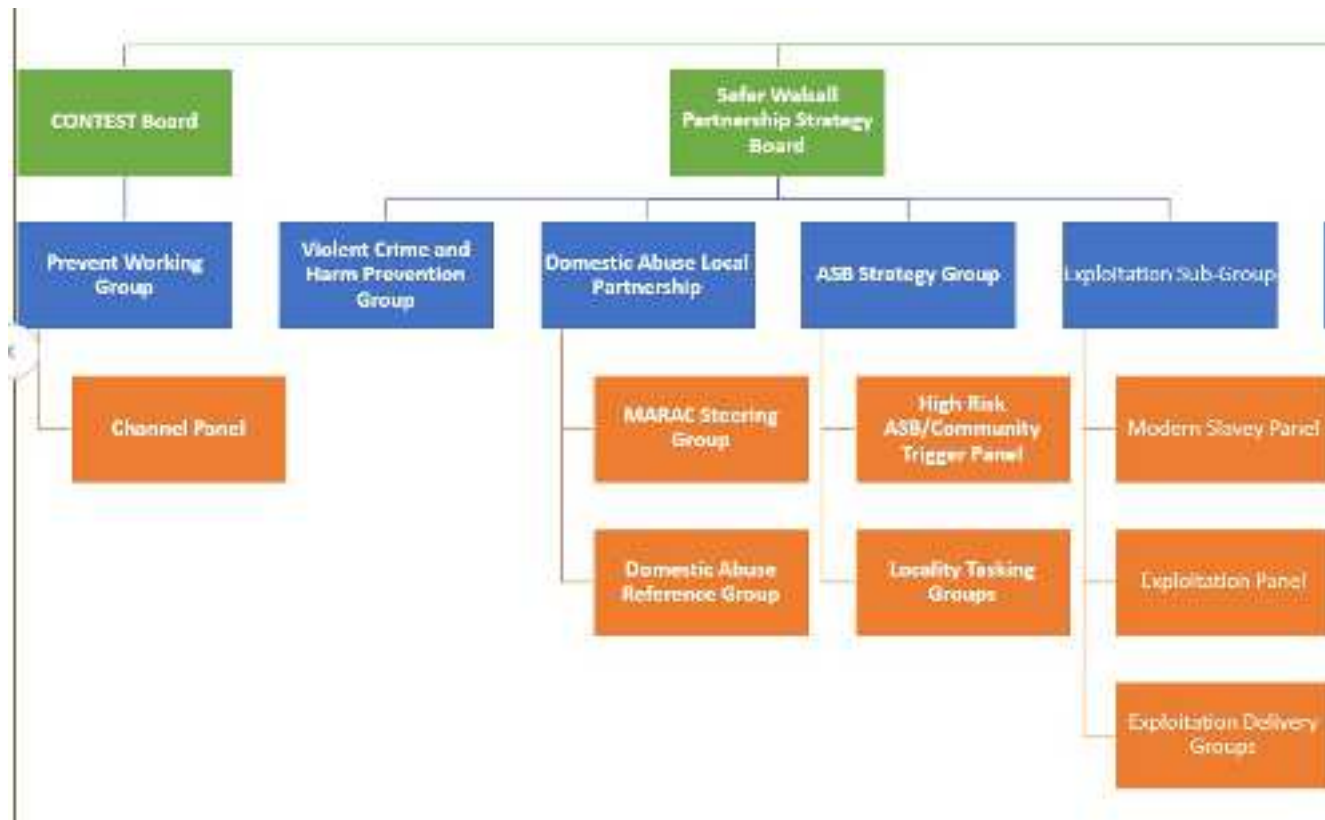 CONTEST Board
Safer Walsall
Partnership Strategy
Board
Prevent Working
Group
Violent Crime and
Harm Prevention
Group
Domestic Abuse Local
Partnership
ASB Strategy Group
Exploitation Sub-Group
Channel Panel
MARAC Steering
Group
High Risk
ASB/Community
Trigger Panel
Modern Slavey Panel
Domestic Abuse
Reference Group
Locality Tasking
Groups
Exploitation Panel
Exploitation Delivery
Groups